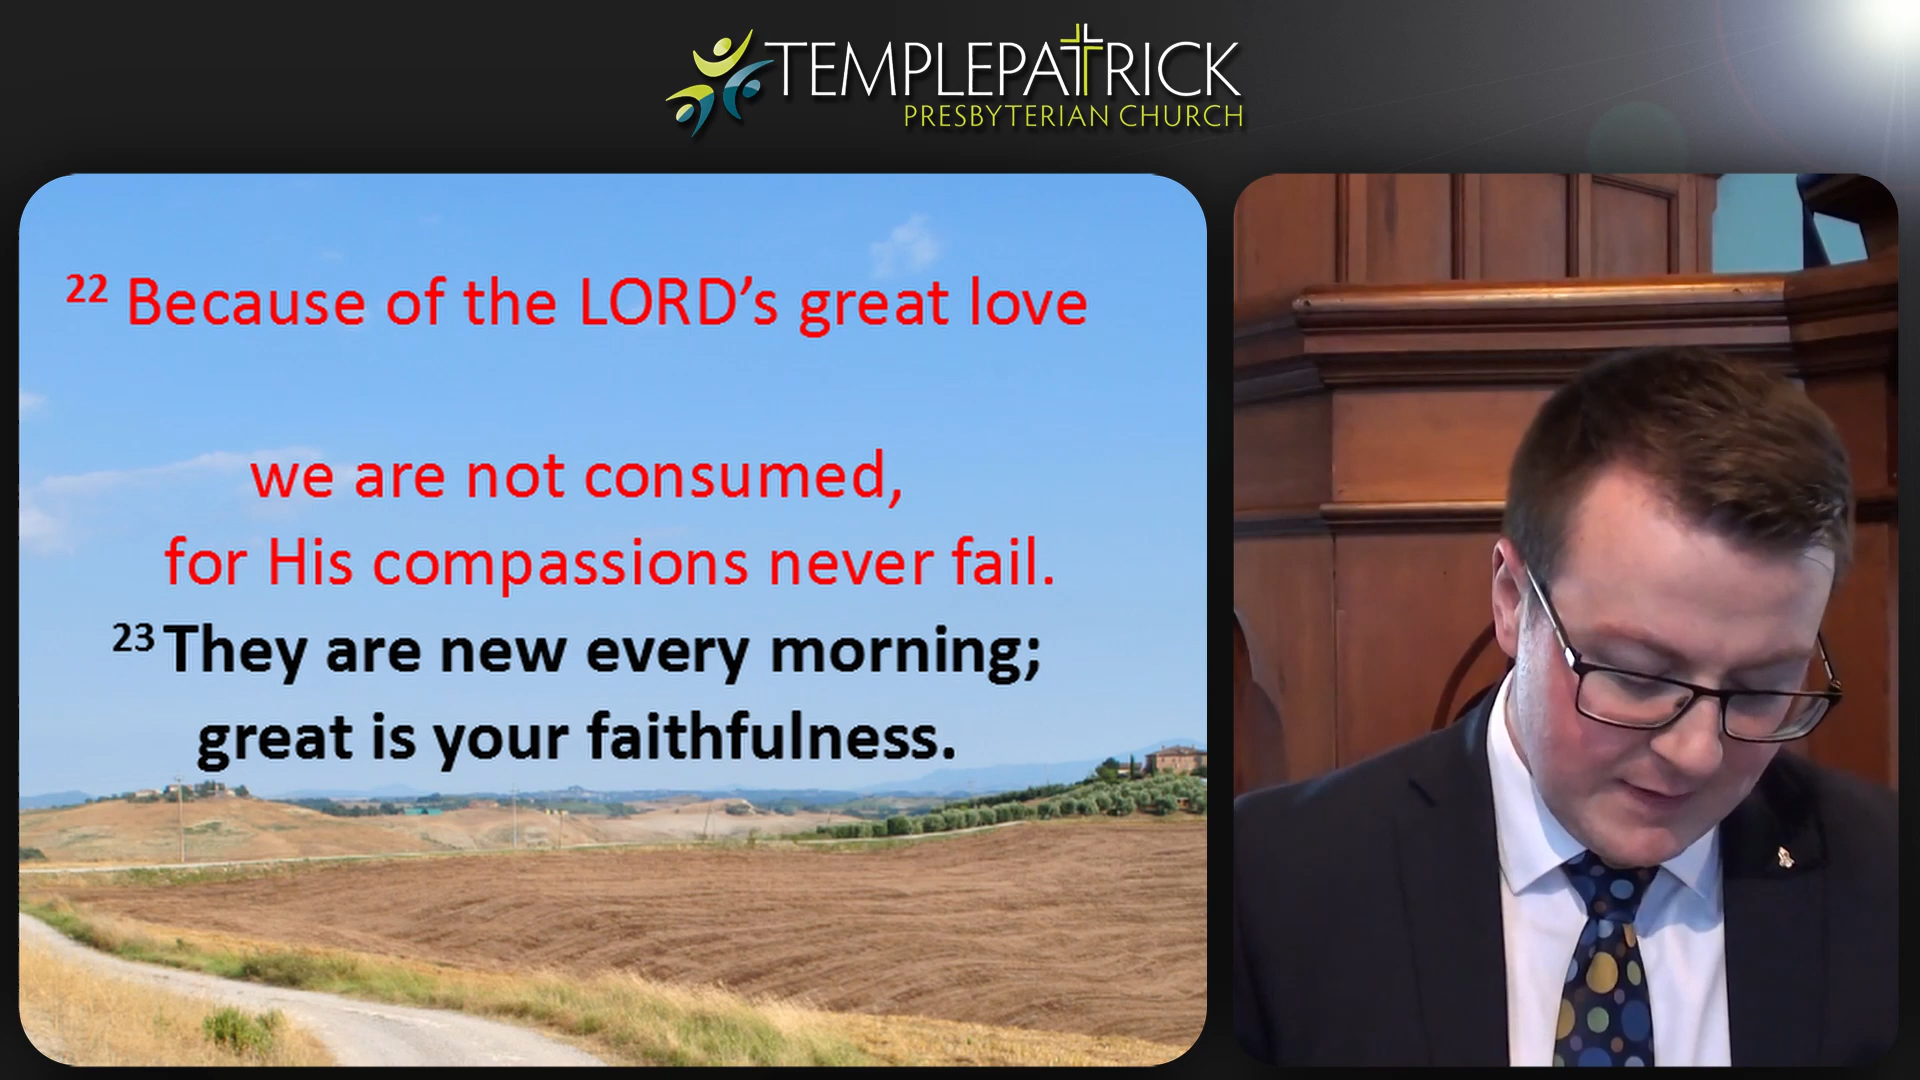 TEMPLEPATRICK
PRESBYTERIAN CHURCH
22 Because of the LORD’s great love
we are not consumed,
for His compassions never fail.
23 They are new every morning;
great is your faithfulness.